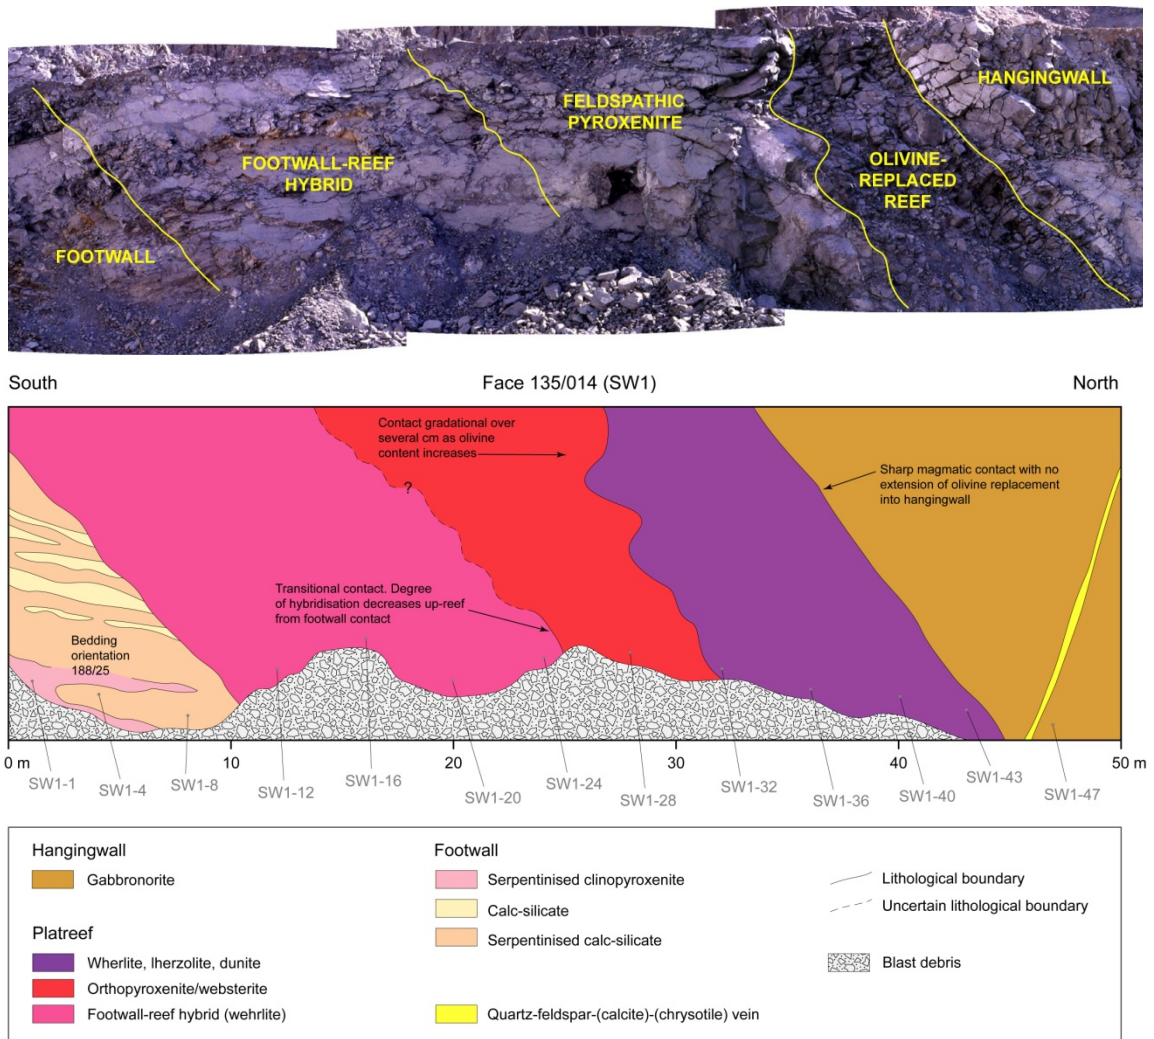 FOOTWALL
FOOTWALL-REEF
HYBRID
FELDSPATHIC
PYROXENITE
OLIVINE-
REPLACED
REEF
HANGINGWALL
South
Face 135/014 (SW1)
North
Contact gradational over
several cm as olivine
content increases
Sharp magmatic contact with no
extension of olivine replacement
into hangingwall
?
Transitional contact. Degree
of hybridisation decreases up-reef
from footwall contact
Bedding
orientation
188/25
0 m
10
20
30
40
50 m
SW1-1
SW1-4
SW1-8
SW1-12
SW1-16
SW1-20
SW1-24
SW1-28
SW1-32
SW1-36
SW1-40
SW1-43
SW1-47
Hangingwall
Gabbronorite
Platreef
Wherlite, lherzolite, dunite
Orthopyroxenite/websterite
Footwall-reef hybrid (wehrlite)
Footwall
Serpentinised clinopyroxenite
Calc-silicate
Serpentinised calc-silicate
Quartz-feldspar-(calcite)-(chrysotile) vein
Lithological boundary
Uncertain lithological boundary
Blast debris